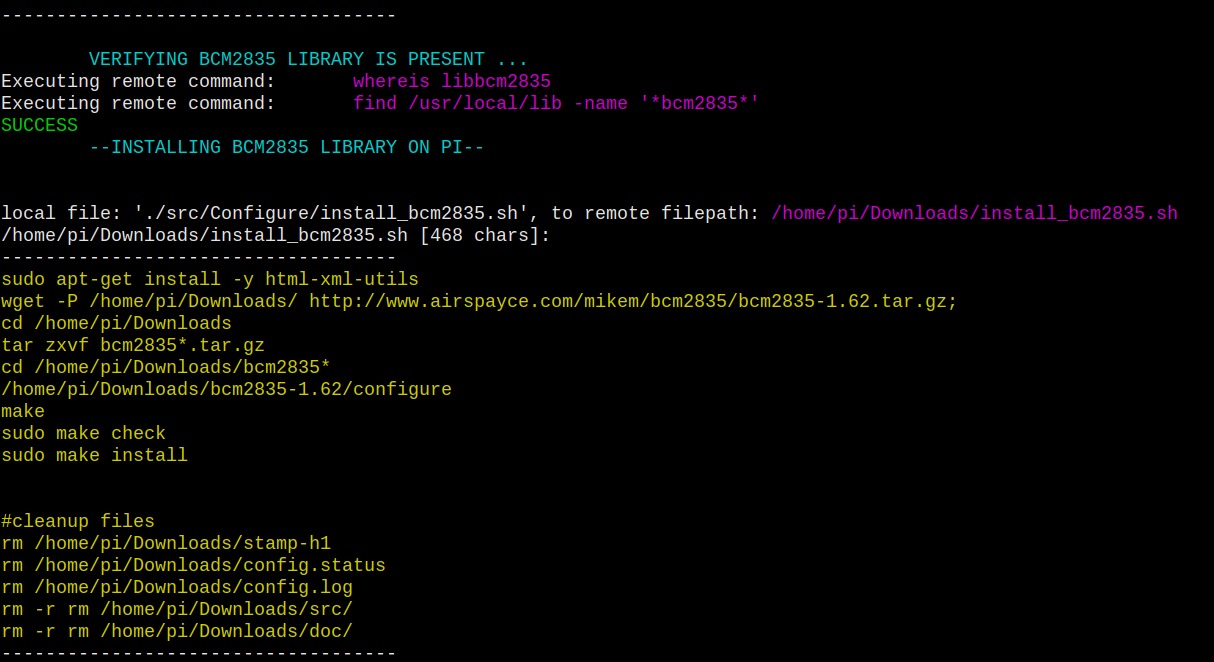 ------------------------------------
VERIFYING BCM2835 LIBRARY IS PRESENT ...
Executing remote command:       whereis libbcm2835
Executing remote command:       find /usr/local/lib -name '*bcm2835*'
SUCCESS
--INSTALLING BCM2835 LIBRARY ON PI--
local file: './src/Configure/install_bcm2835.sh', to remote filepath: /home/pi/Downloads/install_bcm2835.sh
/home/pi/Downloads/install_bcm2835.sh [468 chars]:
------------------------------------
sudo apt-get install -y html-xml-utils
wget -P /home/pi/Downloads/ http://www.airspayce.com/mikem/bcm2835/bcm2835-1.62.tar.gz;
cd /home/pi/Downloads
tar zxvf bcm2835*.tar.gz
cd /home/pi/Downloads/bcm2835*
/home/pi/Downloads/bcm2835-1.62/configure
make
sudo make check
sudo make install
#cleanup files
rm /home/pi/Downloads/stamp-h1
rm /home/pi/Downloads/config.status
rm /home/pi/Downloads/config.log
rm -r rm /home/pi/Downloads/src/
rm -r rm /home/pi/Downloads/doc/
------------------------------------